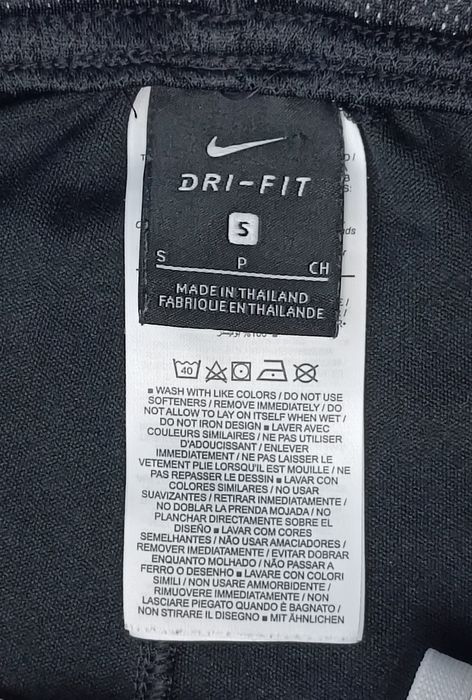 DRI-FIT
S
S P CH
MADE IN THAILAND
FABRIQUE EN THAILANDE
40
▪ WASH WITH LIKE COLORS / DO NOT USE
SOFTENERS / REMOVE IMMEDIATELY / DO
NOT ALLOW TO LAY ON ITSELF WHEN WET /
DO NOT IRON DESIGN ▪ LAVER AVEC
COULEURS SIMILAIRES / NE PAS UTILISER
D'ADOUCISSANT / ENLEVER
IMMEDIATEMENT / NE PAS LAISSER LE
VETEMENT PLIE LORSQU'IL EST MOUILLE / NE
PAS REPASSER LE DESSIN ▪ LAVAR CON
COLORES SIMILARES / NO USAR
SUAVIZANTES / RETIRAR INMEDIATAMENTE /
NO DOBLAR LA PRENDA MOJADA / NO
PLANCHAR DIRECTAMENTE SOBRE EL
DISEÑO ▪ LAVAR COM CORES
SEMELHANTES / NÃO USAR AMACIADORES /
REMOVER IMEDIATAMENTE / EVITAR DOBRAR
ENQUANTO MOLHADO / NÃO PASSAR A
FERRO O DESENHO ▪ LAVARE CON COLORI
SIMILI / NON USARE AMMORBIDENTE /
RIMUOVERE IMMEDIATAMENTE / NON
LASCIARE PIEGATO QUANDO È BAGNATO /
NON STIRARE IL DISEGNO ▪ MIT ÄHNLICHEN